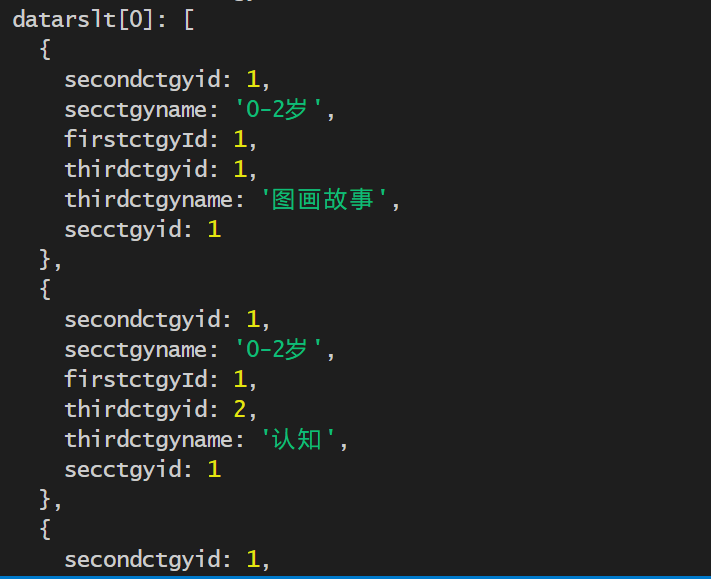 datarslt[0]: [
{
secondctgyid: 1,
secctgyname: '0-2岁',
firstctgyId: 1,
thirdctgyid: 1,
thirdctgyname: '图画故事',
secctgyid: 1
},
{
secondctgyid: 1,
secctgyname: '0-2岁',
firstctgyId: 1,
thirdctgyid: 2,
thirdctgyname: '认知',
secctgyid: 1
},
{
secondctgyid: 1,